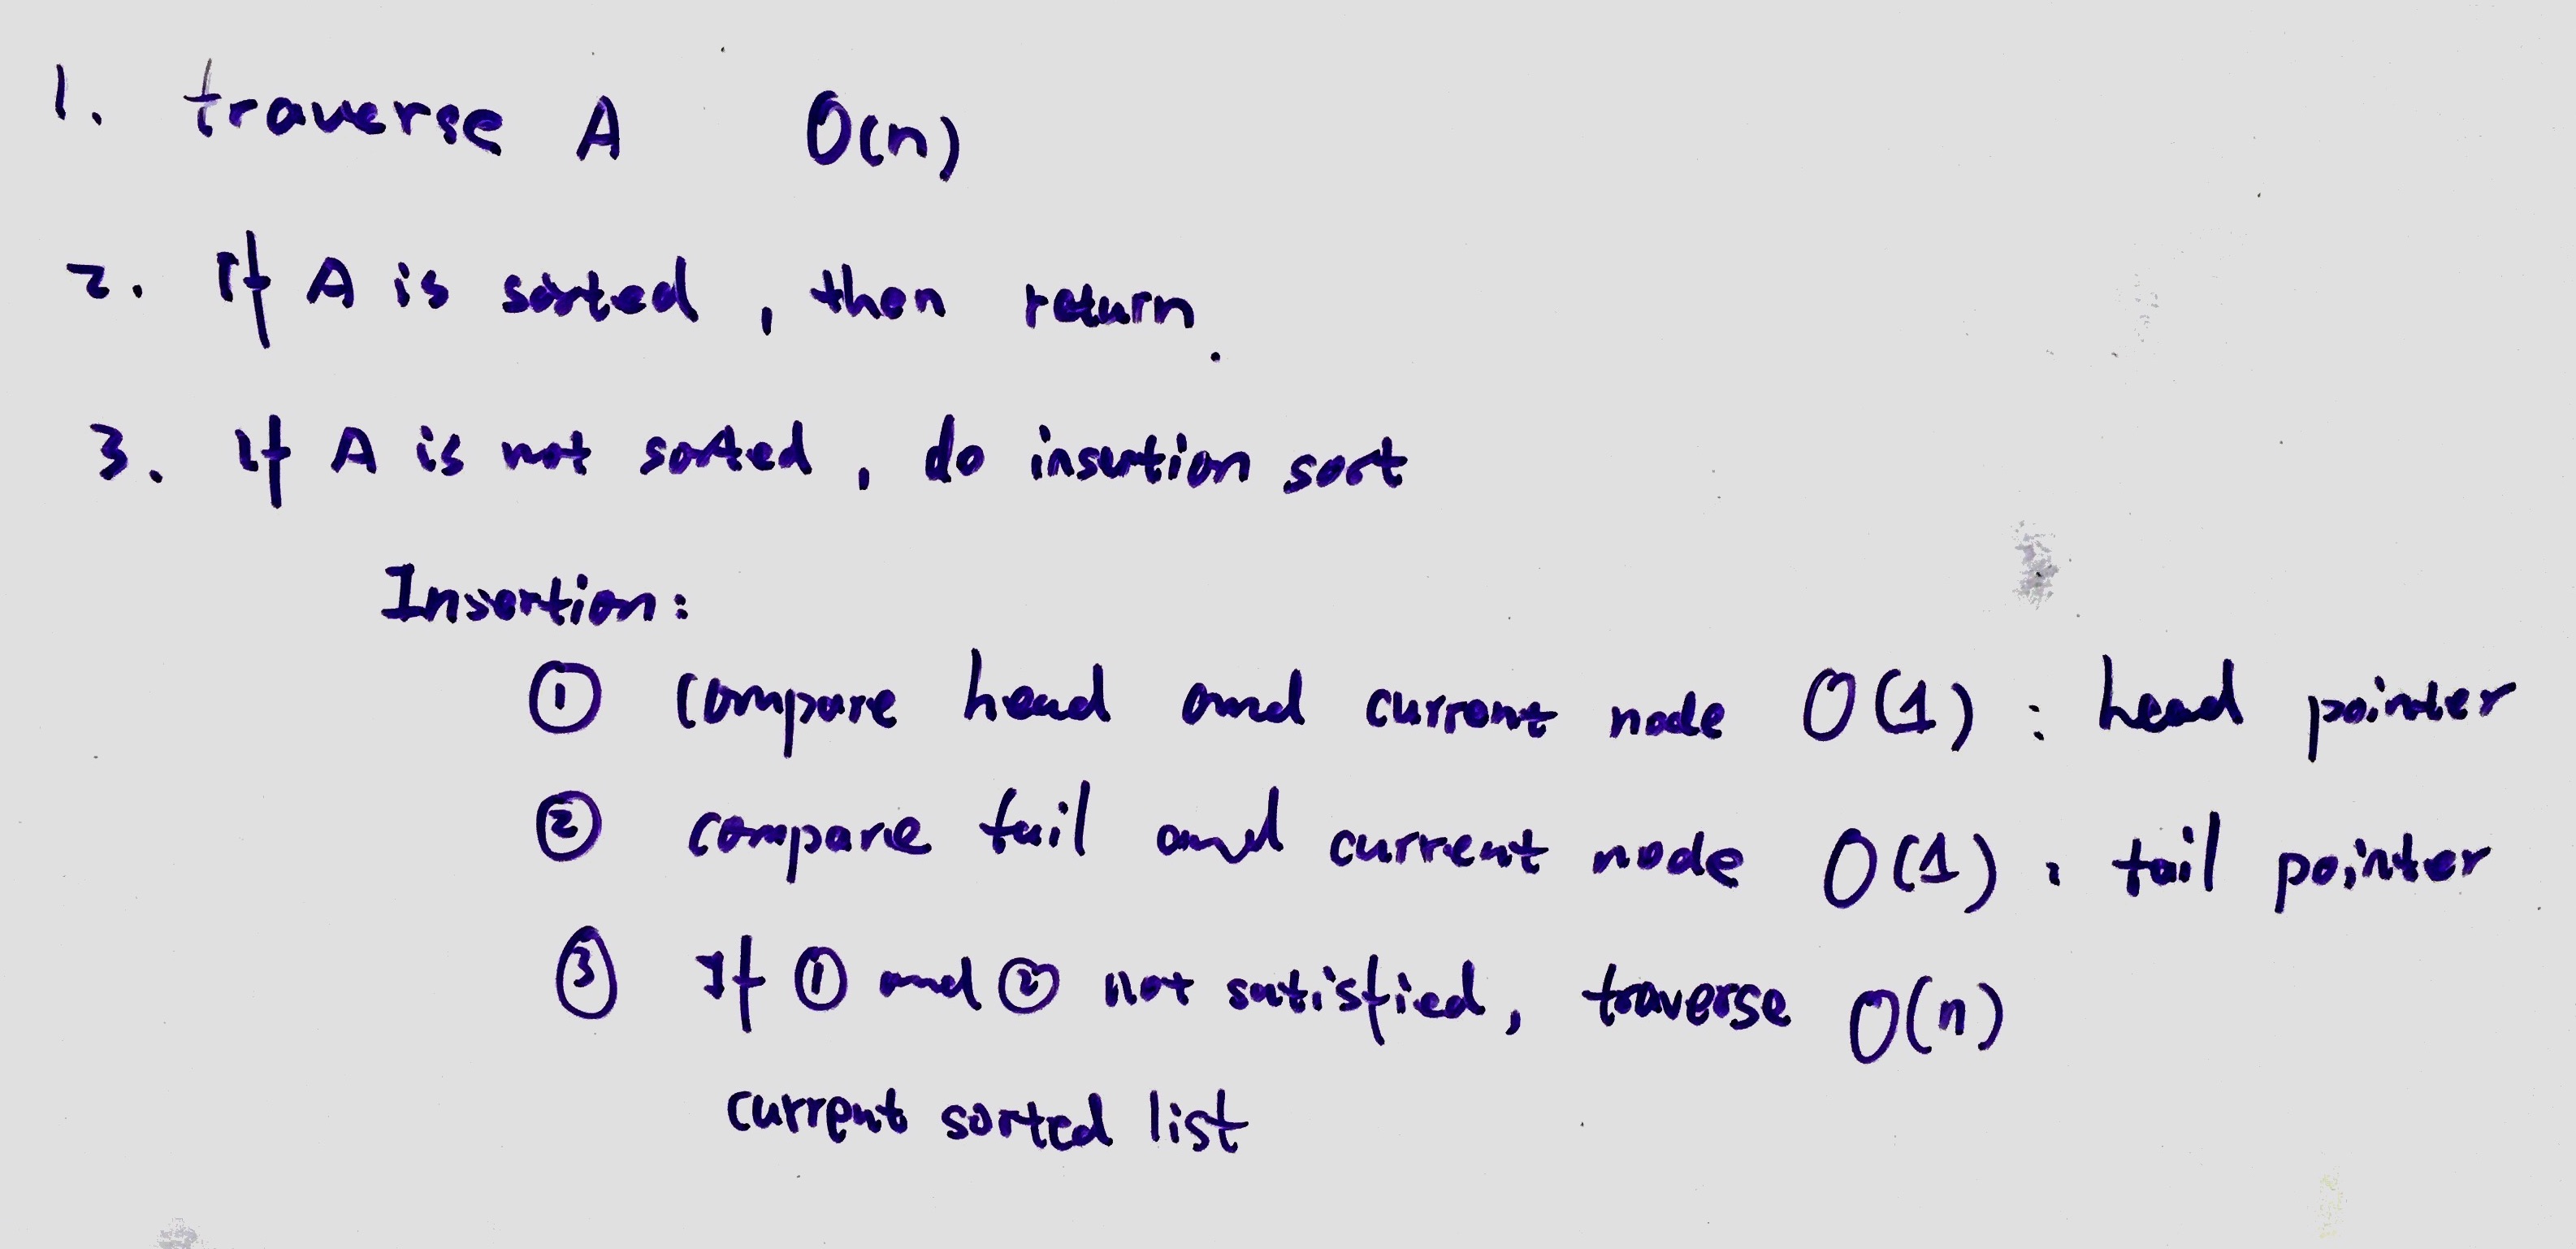 1. traverse A O(n)
2. If A is sorted, then return.
3. If A is not sorted, do insertion sort
Insertion:
① compare head and current node O(1) : head pointer
② compare tail and current node O(1) : tail pointer
③ If ① and ② not satisfied, traverse O(n)
current sorted list